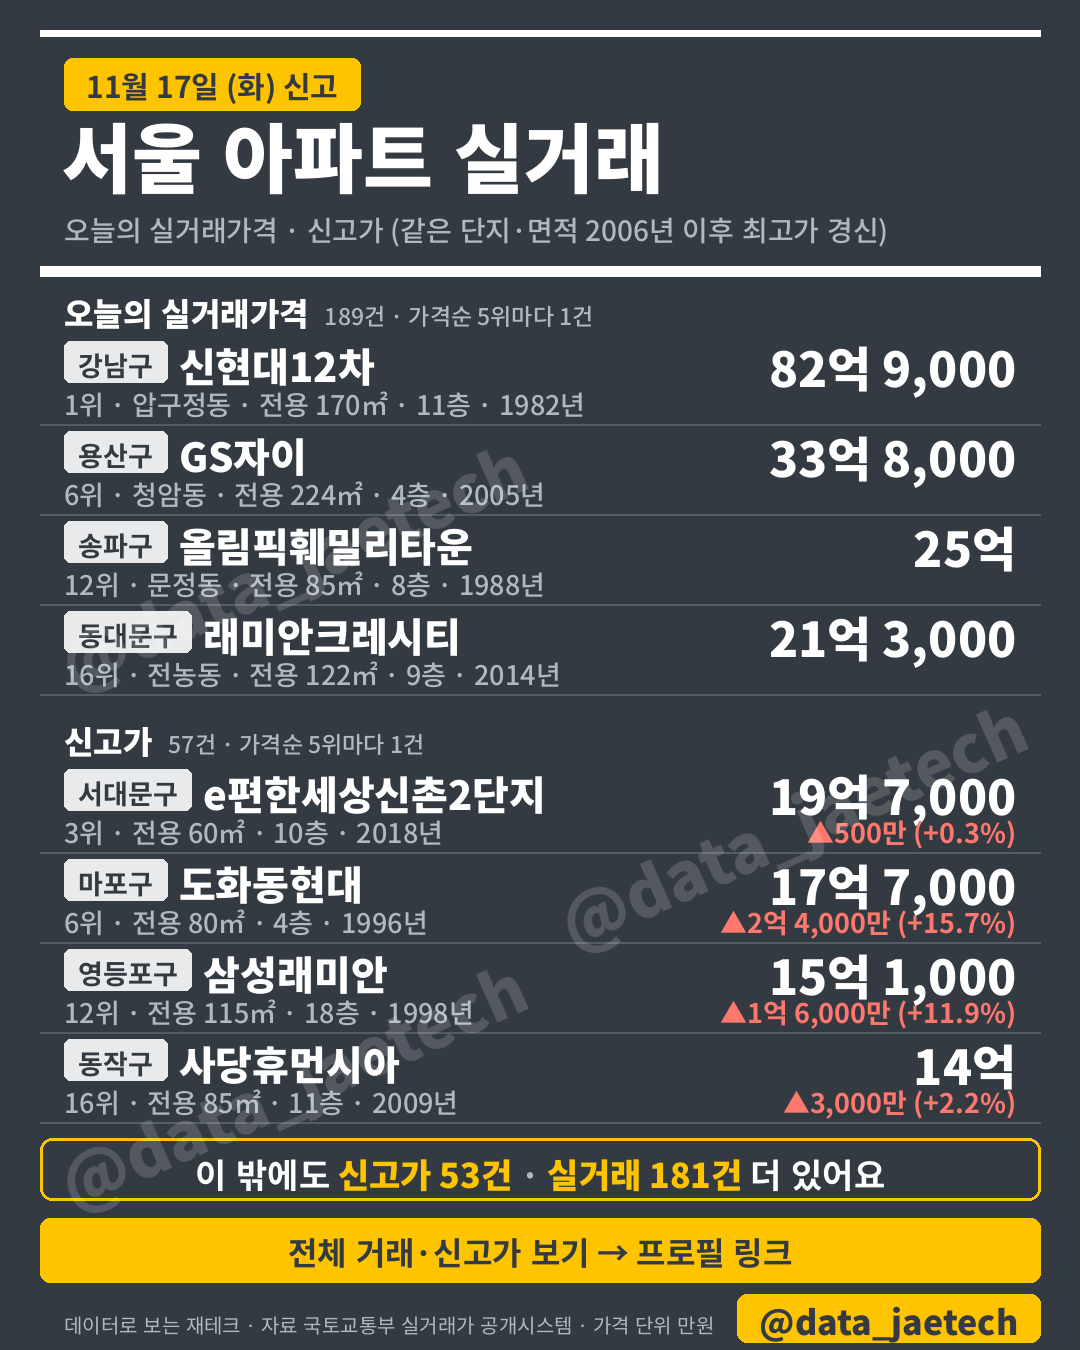 11월 17일 (화) 신고
서울 아파트 실거래
오늘의 실거래가격 · 신고가 (같은 단지·면적 2006년 이후 최고가 경신)
오늘의 실거래가격 189건 · 가격순 5위마다 1건
강남구 신현대12차 82억 9,000
1위 · 압구정동 · 전용 170㎡ · 11층 · 1982년
용산구 GS자이 33억 8,000
6위 · 청암동 · 전용 224㎡ · 4층 · 2005년
송파구 올림픽훼밀리타운 25억
12위 · 문정동 · 전용 85㎡ · 8층 · 1988년
동대문구 래미안크레시티 21억 3,000
16위 · 전농동 · 전용 122㎡ · 9층 · 2014년
신고가 57건 · 가격순 5위마다 1건
서대문구 e편한세상신촌2단지 19억 7,000
3위 · 전용 60㎡ · 10층 · 2018년 ▲500만 (+0.3%)
마포구 도화동현대 17억 7,000
6위 · 전용 80㎡ · 4층 · 1996년 ▲2억 4,000만 (+15.7%)
영등포구 삼성래미안 15억 1,000
12위 · 전용 115㎡ · 18층 · 1998년 ▲1억 6,000만 (+11.9%)
동작구 사당휴먼시아 14억
16위 · 전용 85㎡ · 11층 · 2009년 ▲3,000만 (+2.2%)
이 밖에도 신고가 53건 · 실거래 181건 더 있어요
전체 거래·신고가 보기 → 프로필 링크
데이터로 보는 재테크 · 자료 국토교통부 실거래가 공개시스템 · 가격 단위 만원 @data_jaetech
@data_jaetech
@data_jaetech
@data_jaetech